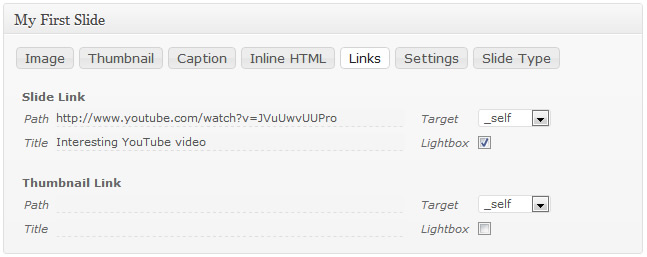 My First Slide
Image Thumbnail Caption Inline HTML Links Settings Slide Type
Slide Link
Path http://www.youtube.com/watch?v=JVuUwvUUPro Target _self
Title Interesting YouTube video Lightbox
Thumbnail Link
Path Target _self
Title Lightbox